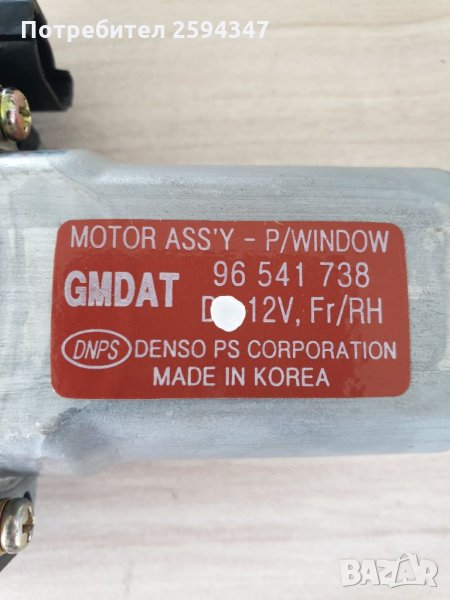 Потребител 2594347
MOTOR ASS'Y - P/WINDOW
GMDAT 96 541 738
12V, Fr/RH
DNPS DENSO PS CORPORATION
MADE IN KOREA
BAZAR